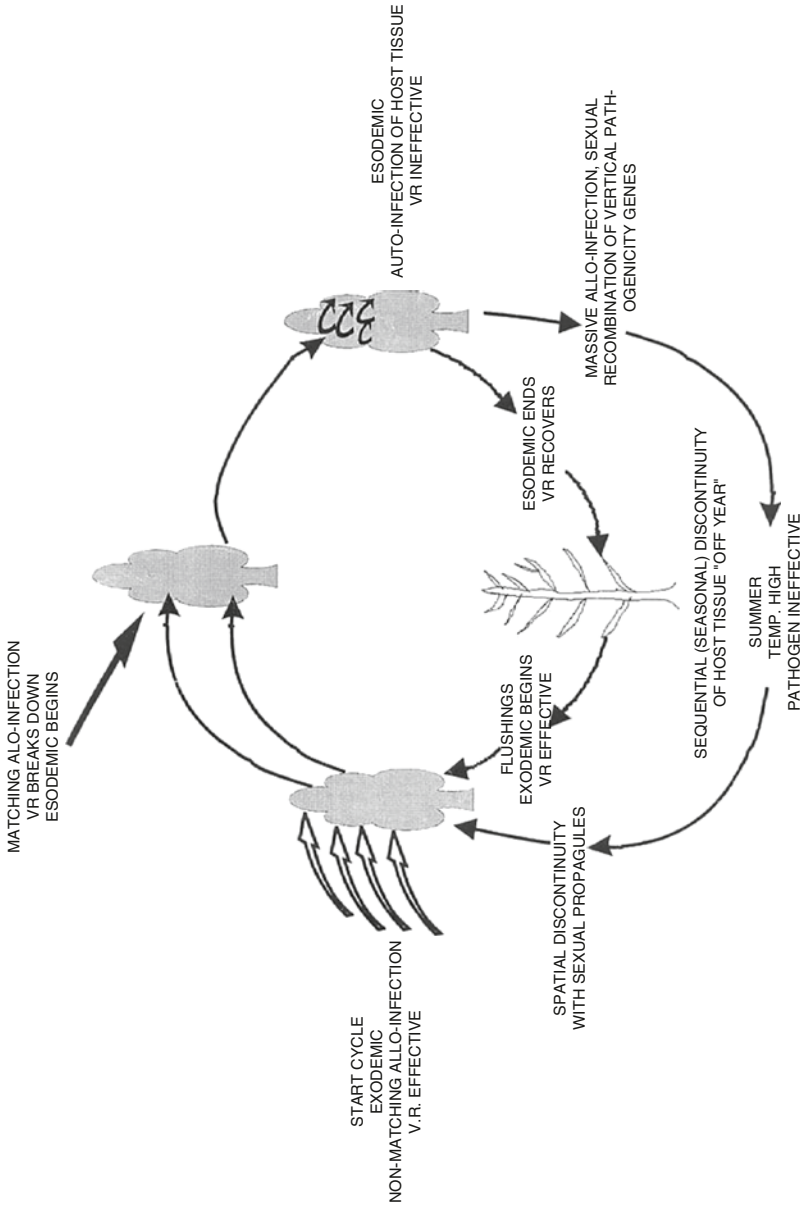 MATCHING ALO-INFECTION
VR BREAKS DOWN
ESODEMIC BEGINS
ESODEMIC
AUTO-INFECTION OF HOST TISSUE
VR INEFFECTIVE
START CYCLE
EXODEMIC
NON-MATCHING ALLO-INFECTION
V.R. EFFECTIVE
FLUSHINGS
EXODEMIC BEGINS
VR EFFECTIVE
ESODEMIC ENDS
VR RECOVERS
MASSIVE ALLO-INFECTION, SEXUAL
RECOMBINATION OF VERTICAL PATH-
OGENICITY GENES
SPATIAL DISCONTINUITY
WITH SEXUAL PROPAGULES
SEQUENTIAL (SEASONAL) DISCONTINUITY
OF HOST TISSUE "OFF YEAR"
SUMMER
TEMP. HIGH
PATHOGEN INEFFECTIVE